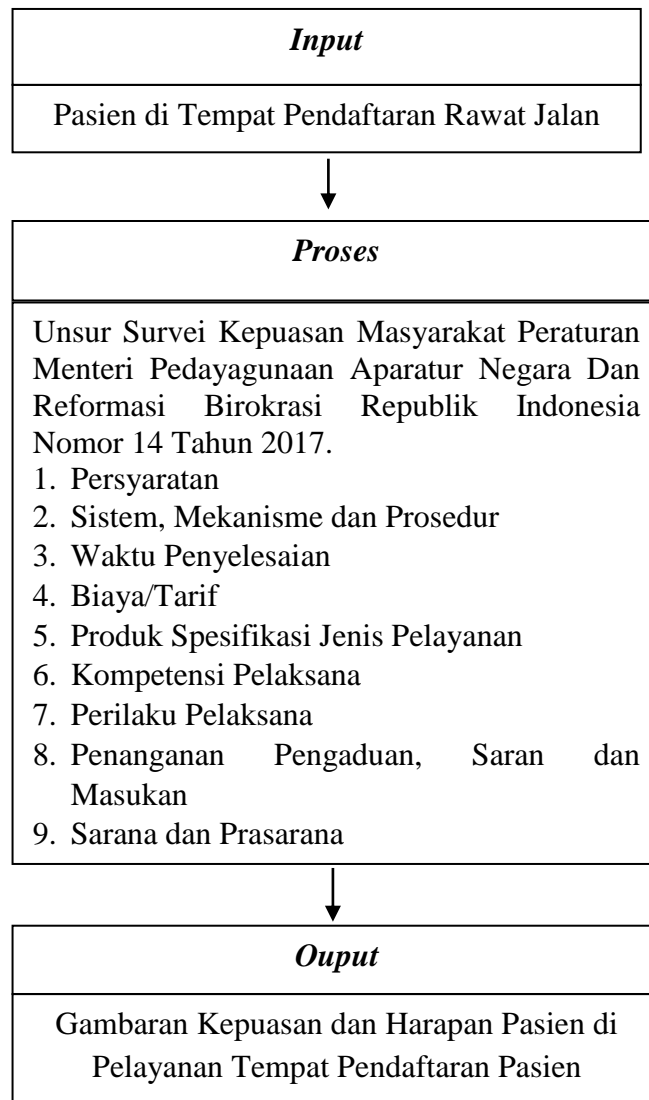 Input
Pasien di Tempat Pendaftaran Rawat Jalan
Proses
Unsur Survei Kepuasan Masyarakat Peraturan
Menteri Pedayagunaan Aparatur Negara Dan
Reformasi Birokrasi Republik Indonesia
Nomor 14 Tahun 2017.
1. Persyaratan
2. Sistem, Mekanisme dan Prosedur
3. Waktu Penyelesaian
4. Biaya/Tarif
5. Produk Spesifikasi Jenis Pelayanan
6. Kompetensi Pelaksana
7. Perilaku Pelaksana
8. Penanganan Pengaduan, Saran dan
Masukan
9. Sarana dan Prasarana
Ouput
Gambaran Kepuasan dan Harapan Pasien di
Pelayanan Tempat Pendaftaran Pasien